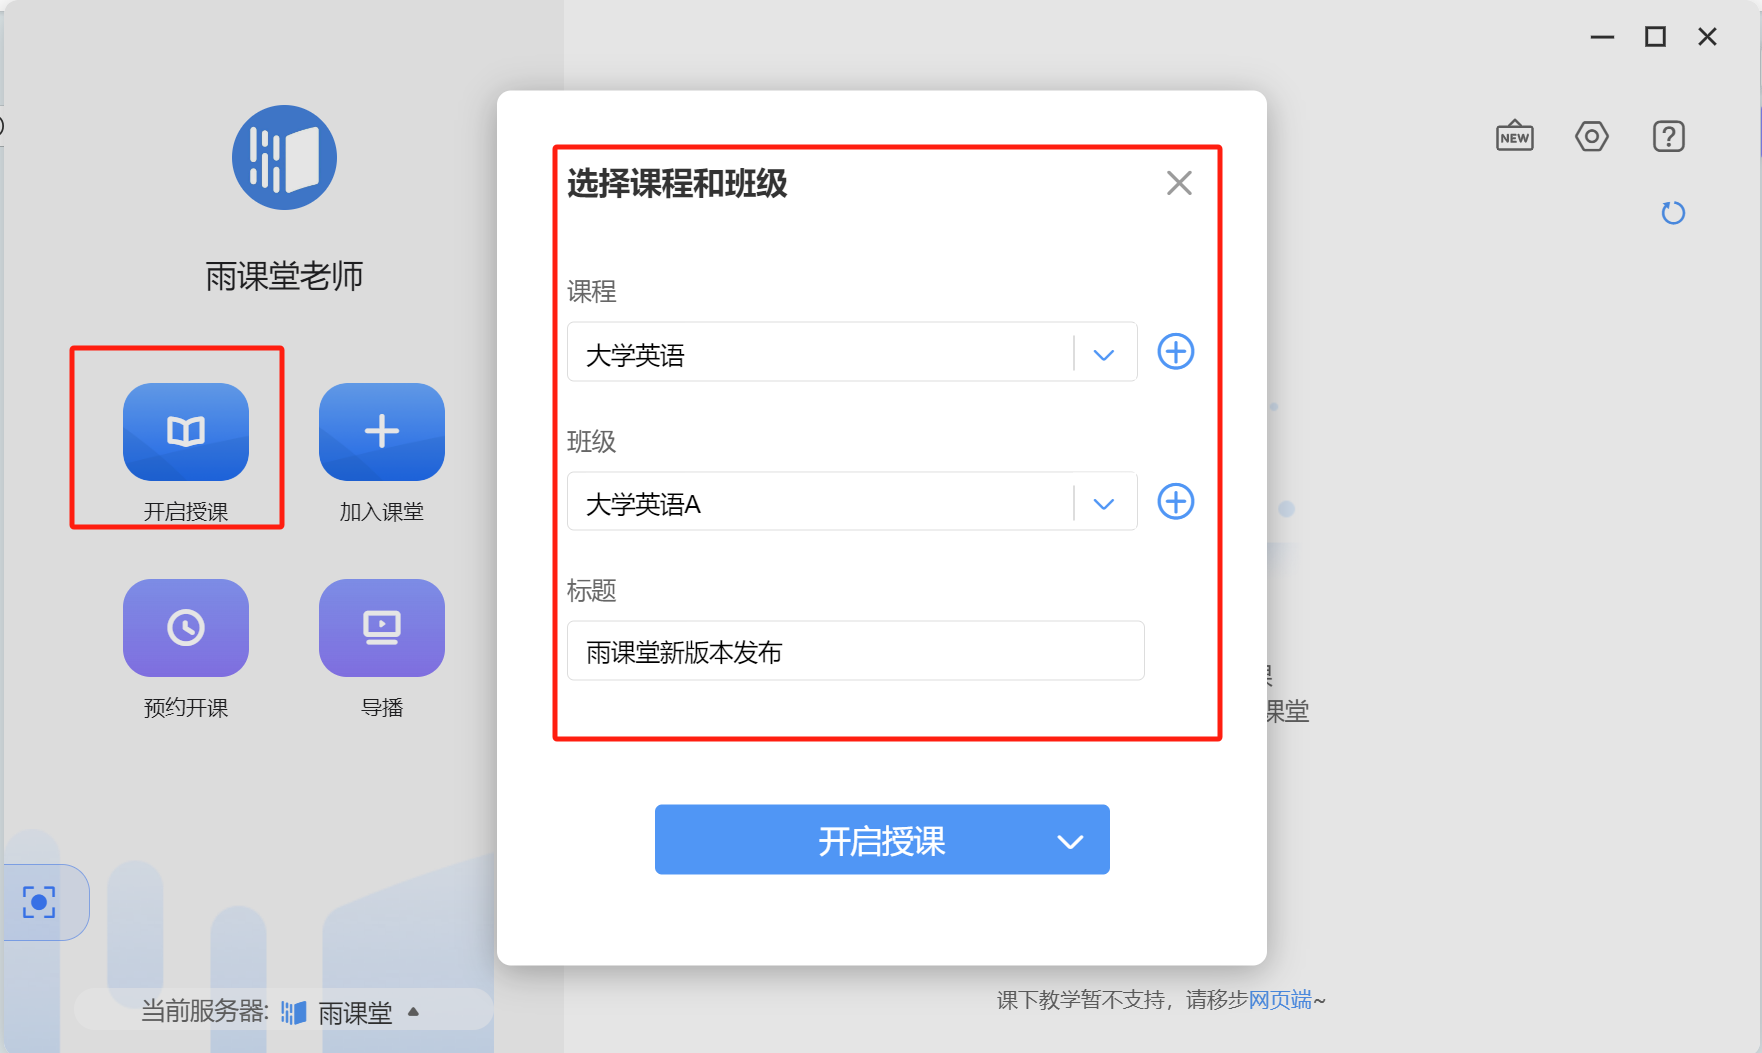 雨课堂老师
开启授课
加入课堂
预约开课
导播
当前服务器: 雨课堂
选择课程和班级
课程
大学英语
班级
大学英语A
标题
雨课堂新版本发布
开启授课
NEW
课堂
课下教学暂不支持，请移步网页端~